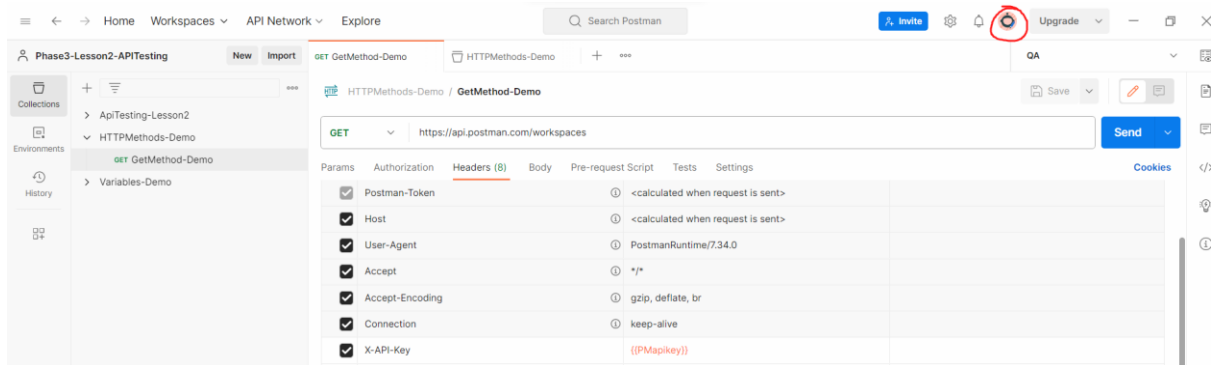 Home Workspaces API Network Explore Search Postman Invite Upgrade
Phase3-Lesson2-APITesting New Import GET GetMethod-Demo HTTPMethods-Demo QA
Collections
Environments
History
ApiTesting-Lesson2
HTTPMethods-Demo
GET GetMethod-Demo
Variables-Demo
HTTP HTTPMethods-Demo / GetMethod-Demo Save
GET https://api.postman.com/workspaces Send
Params Authorization Headers (8) Body Pre-request Script Tests Settings Cookies
Postman-Token <calculated when request is sent>
Host <calculated when request is sent>
User-Agent PostmanRuntime/7.34.0
Accept */*
Accept-Encoding gzip, deflate, br
Connection keep-alive
X-API-Key {{PMapikey}}